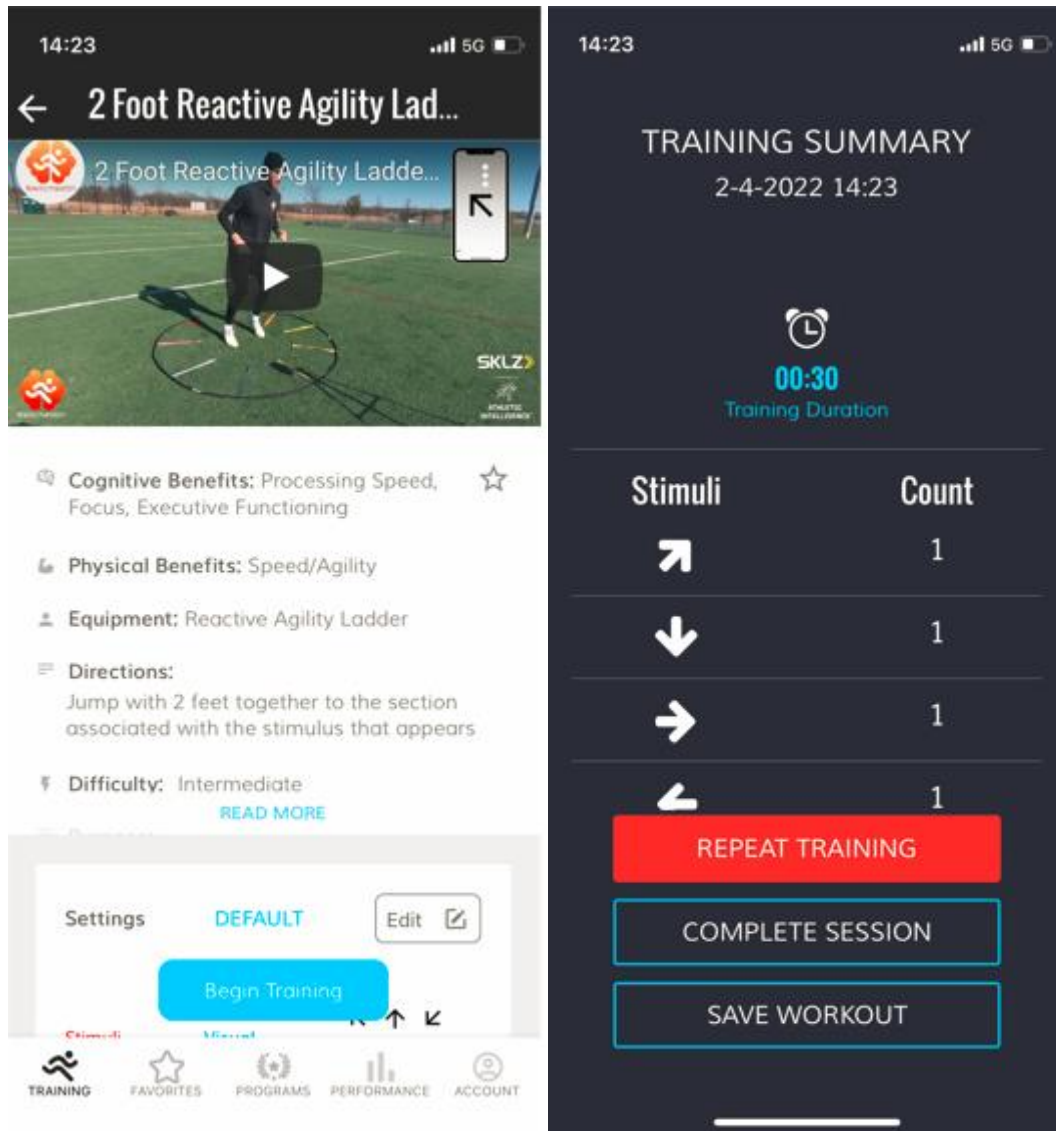 14:23
5G
2 Foot Reactive Agility Lad...
2 Foot Reactive Agility Ladde...
SKLZ
Cognitive Benefits: Processing Speed,
Focus, Executive Functioning
Physical Benefits: Speed/Agility
Equipment: Reactive Agility Ladder
Directions:
Jump with 2 feet together to the section
associated with the stimulus that appears
Difficulty: Intermediate
READ MORE
Settings DEFAULT Edit
Begin Training
Stimuli Visual
TRAINING FAVORITES PROGRAMS PERFORMANCE ACCOUNT
14:23
5G
TRAINING SUMMARY
2-4-2022 14:23
00:30
Training Duration
Stimuli Count
1
1
1
1
REPEAT TRAINING
COMPLETE SESSION
SAVE WORKOUT